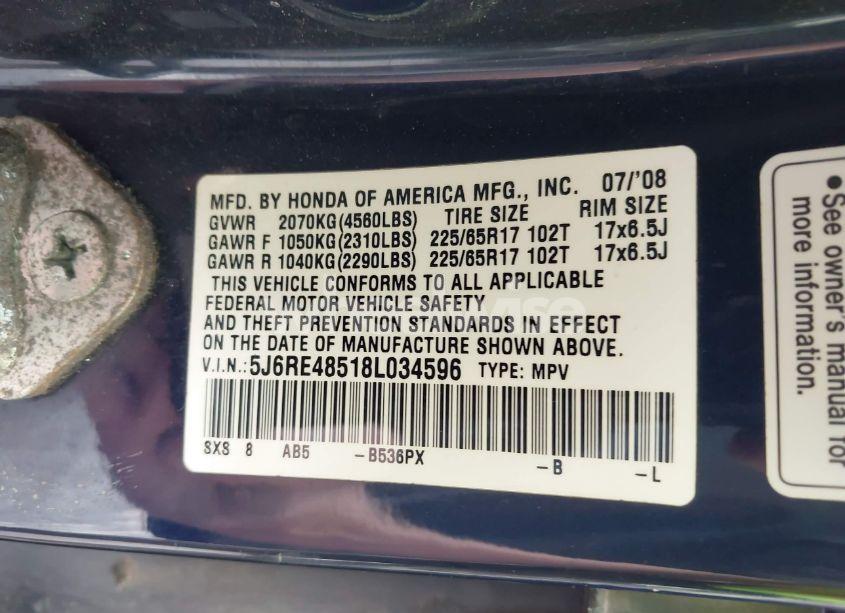 MFD. BY HONDA OF AMERICA MFG., INC. 07/'08
GVWR 2070KG(4560LBS) TIRE SIZE RIM SIZE
GAWR F 1050KG(2310LBS) 225/65R17 102T 17x6.5J
GAWR R 1040KG(2290LBS) 225/65R17 102T 17x6.5J
THIS VEHICLE CONFORMS TO ALL APPLICABLE
FEDERAL MOTOR VEHICLE SAFETY
AND THEFT PREVENTION STANDARDS IN EFFECT
ON THE DATE OF MANUFACTURE SHOWN ABOVE.
V.I.N.: 5J6RE48518L034596 TYPE: MPV
SXS 8 AB5 -B536PX -B -L
•See owner's manual for
more information.